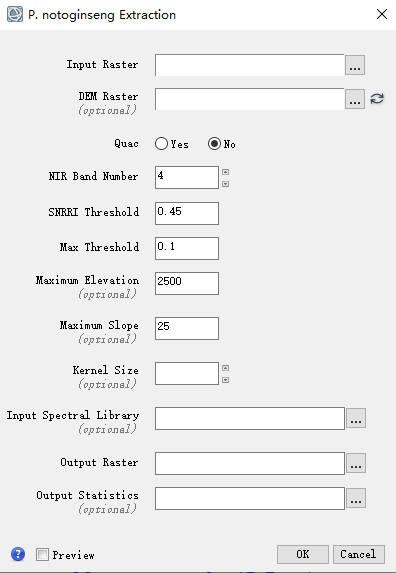 P. notoginseng Extraction
Input Raster
...
DEM Raster
(optional)
...
Quac Yes No
NIR Band Number 4
SNRRI Threshold 0.45
Max Threshold 0.1
Maximum Elevation 2500
(optional)
Maximum Slope 25
(optional)
Kernel Size
(optional)
Input Spectral Library
(optional)
...
Output Raster
...
Output Statistics
(optional)
...
? Preview OK Cancel